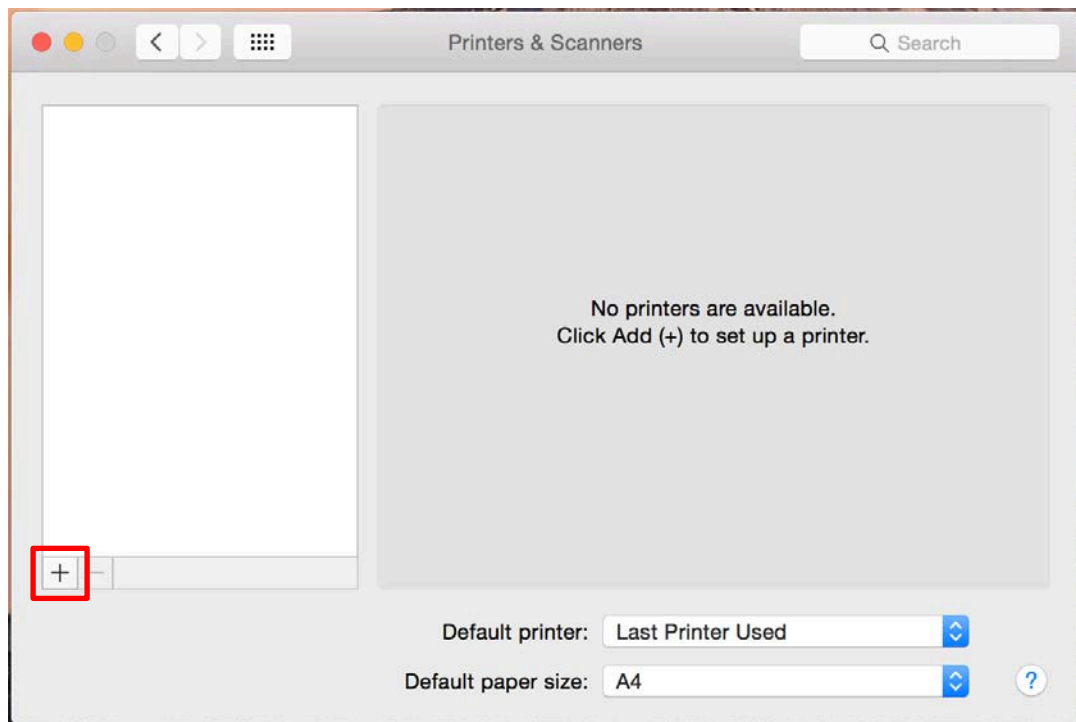 Printers & Scanners
Search
No printers are available.
Click Add (+) to set up a printer.
Default printer: Last Printer Used
Default paper size: A4
?